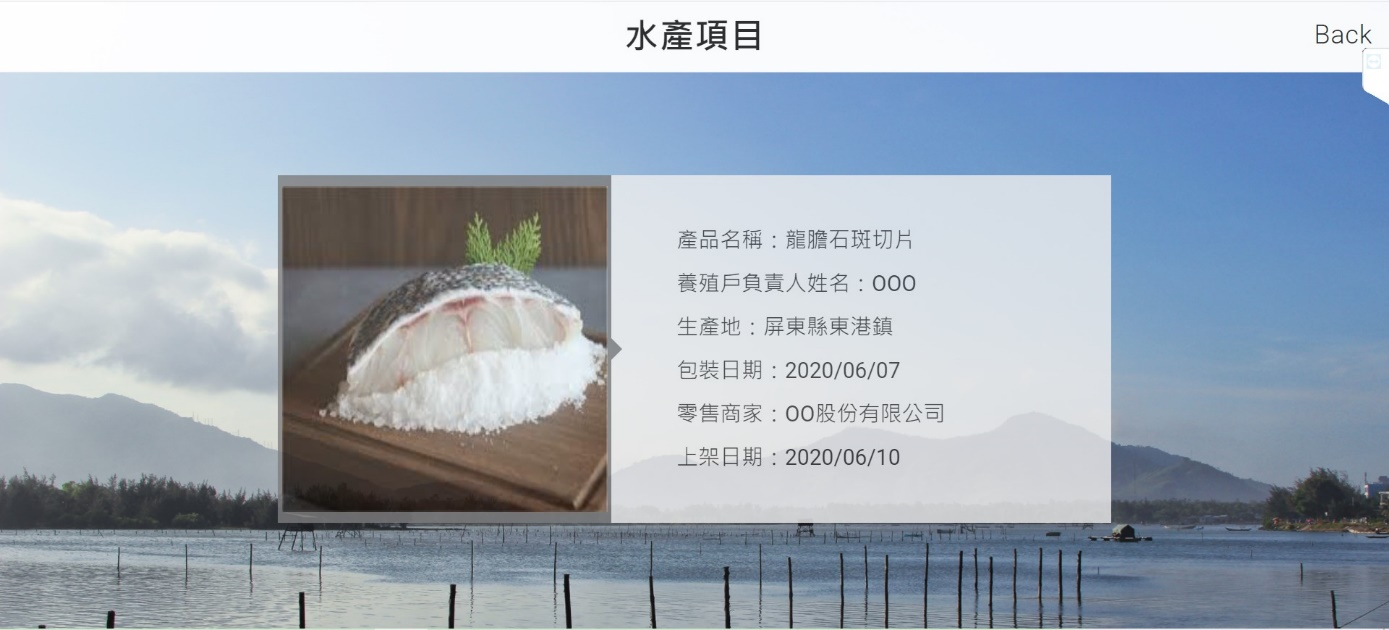 水產項目
Back
產品名稱：龍膽石斑切片
養殖戶負責人姓名：OOO
生產地：屏東縣東港鎮
包裝日期：2020/06/07
零售商家：OO股份有限公司
上架日期：2020/06/10